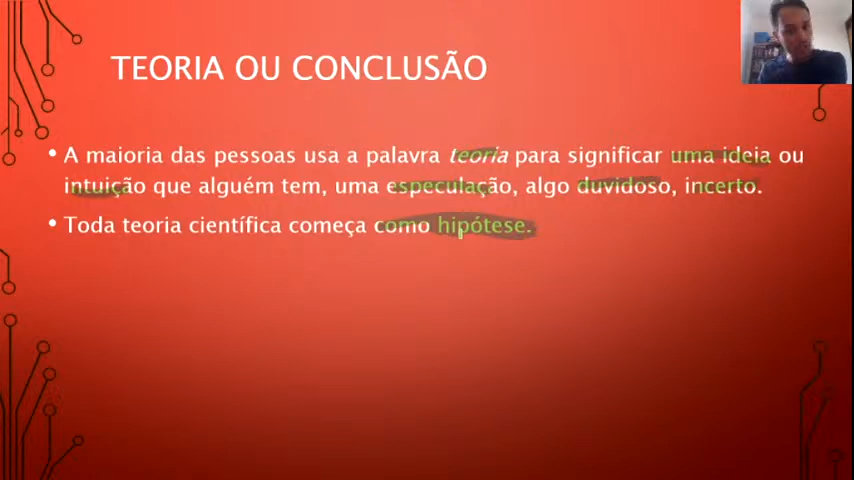 TEORIA OU CONCLUSÃO
• A maioria das pessoas usa a palavra teoria para significar uma ideia ou
intuição que alguém tem, uma especulação, algo duvidoso, incerto.
• Toda teoria científica começa como hipótese.